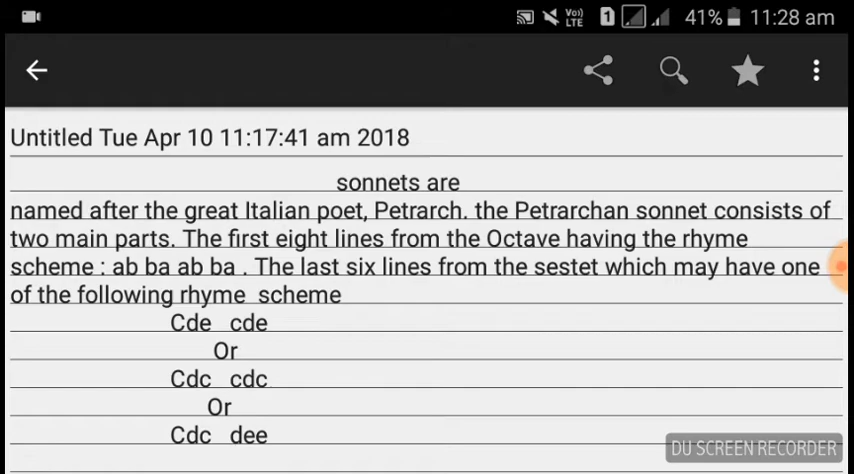 Vo))
LTE
1
41%
11:28 am
Untitled Tue Apr 10 11:17:41 am 2018
sonnets are
named after the great Italian poet, Petrarch. the Petrarchan sonnet consists of
two main parts. The first eight lines from the Octave having the rhyme
scheme : ab ba ab ba . The last six lines from the sestet which may have one
of the following rhyme scheme
Cde cde
Or
Cdc cdc
Or
Cdc dee
DU SCREEN RECORDER